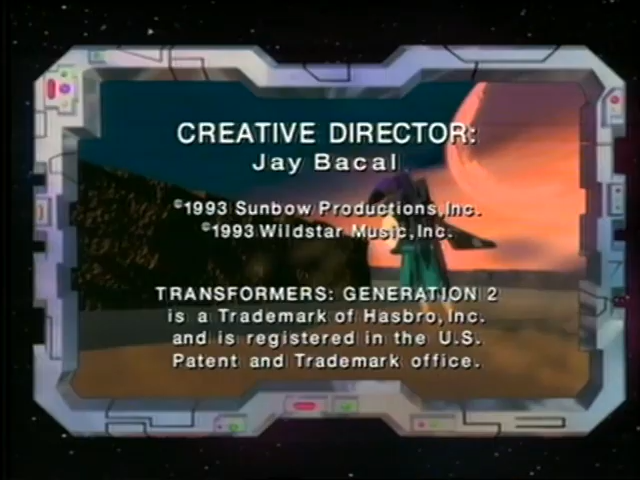 CREATIVE DIRECTOR:
Jay Bacal
©1993 Sunbow Productions, Inc.
©1993 Wildstar Music, Inc.
TRANSFORMERS: GENERATION 2
is a Trademark of Hasbro, Inc.
and is registered in the U.S.
Patent and Trademark office.